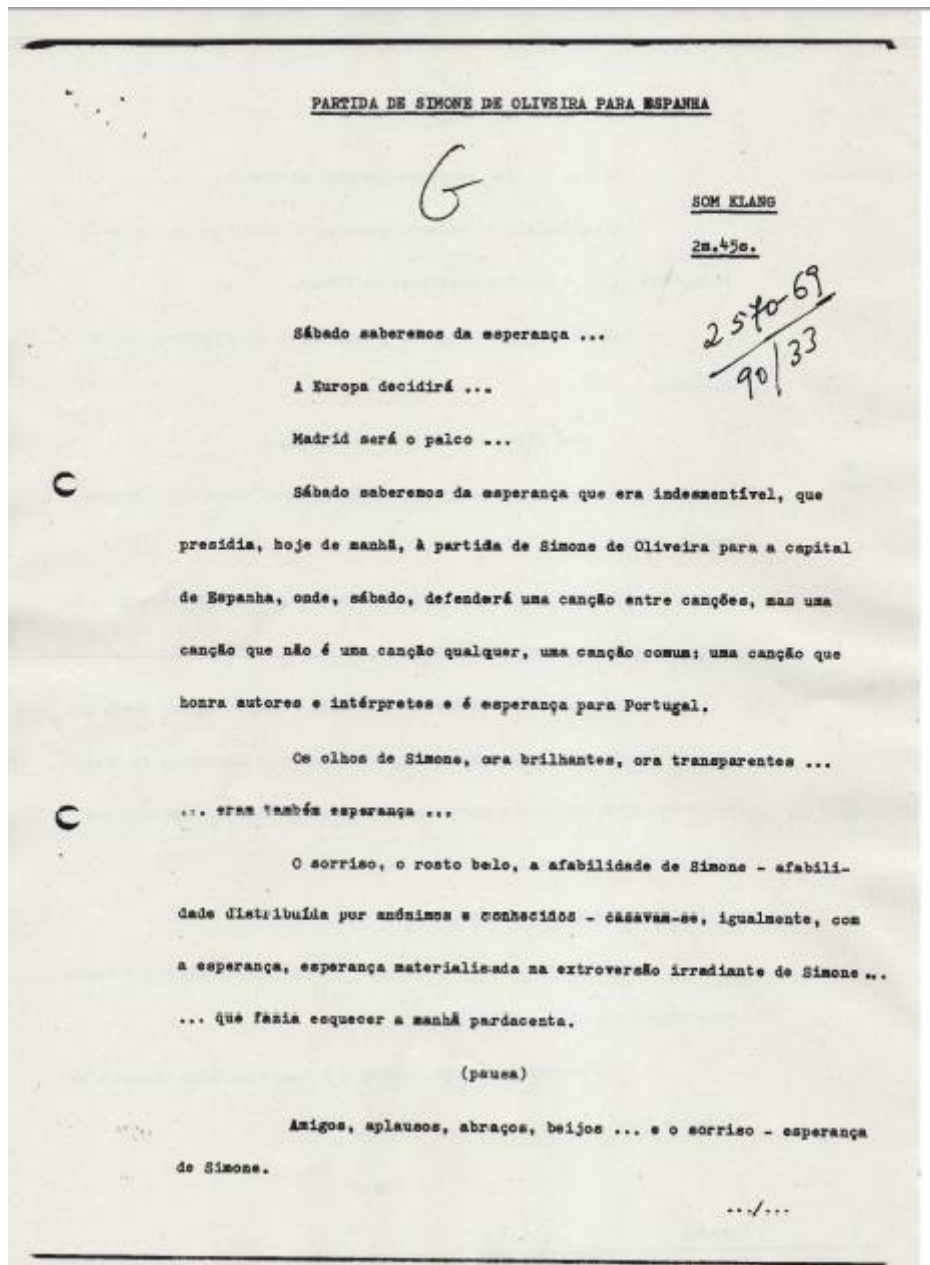 PARTIDA DE SIMONE DE OLIVEIRA PARA ESPANHA
G
SOM KLANG
2m.45s.
2570-69
90/33
Sábado saberemos da esperança ...
A Europa decidirá ...
Madrid será o palco ...
Sábado saberemos da esperança que era indesmentível, que
presidia, hoje de manhã, à partida de Simone de Oliveira para a capital
de Espanha, onde, sábado, defenderá uma canção entre canções, mas uma
canção que não é uma canção qualquer, uma canção comum; uma canção que
honra autores e intérpretes e é esperança para Portugal.
Os olhos de Simone, ora brilhantes, ora transparentes ...
... eram também esperança ...
O sorriso, o rosto belo, a afabilidade de Simone - afabili-
dade distribuída por anónimos e conhecidos - casavam-se, igualmente, com
a esperança, esperança materialisada na extroversão irradiante de Simone ...
... que fazia esquecer a manhã pardacenta.
(pausa)
Amigos, aplausos, abraços, beijos ... e o sorriso - esperança
de Simone.
.../...